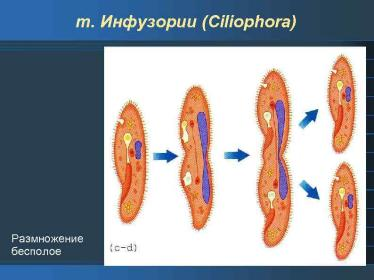 т. Инфузории (Ciliophora)
Размножение
бесполое
(c-d)